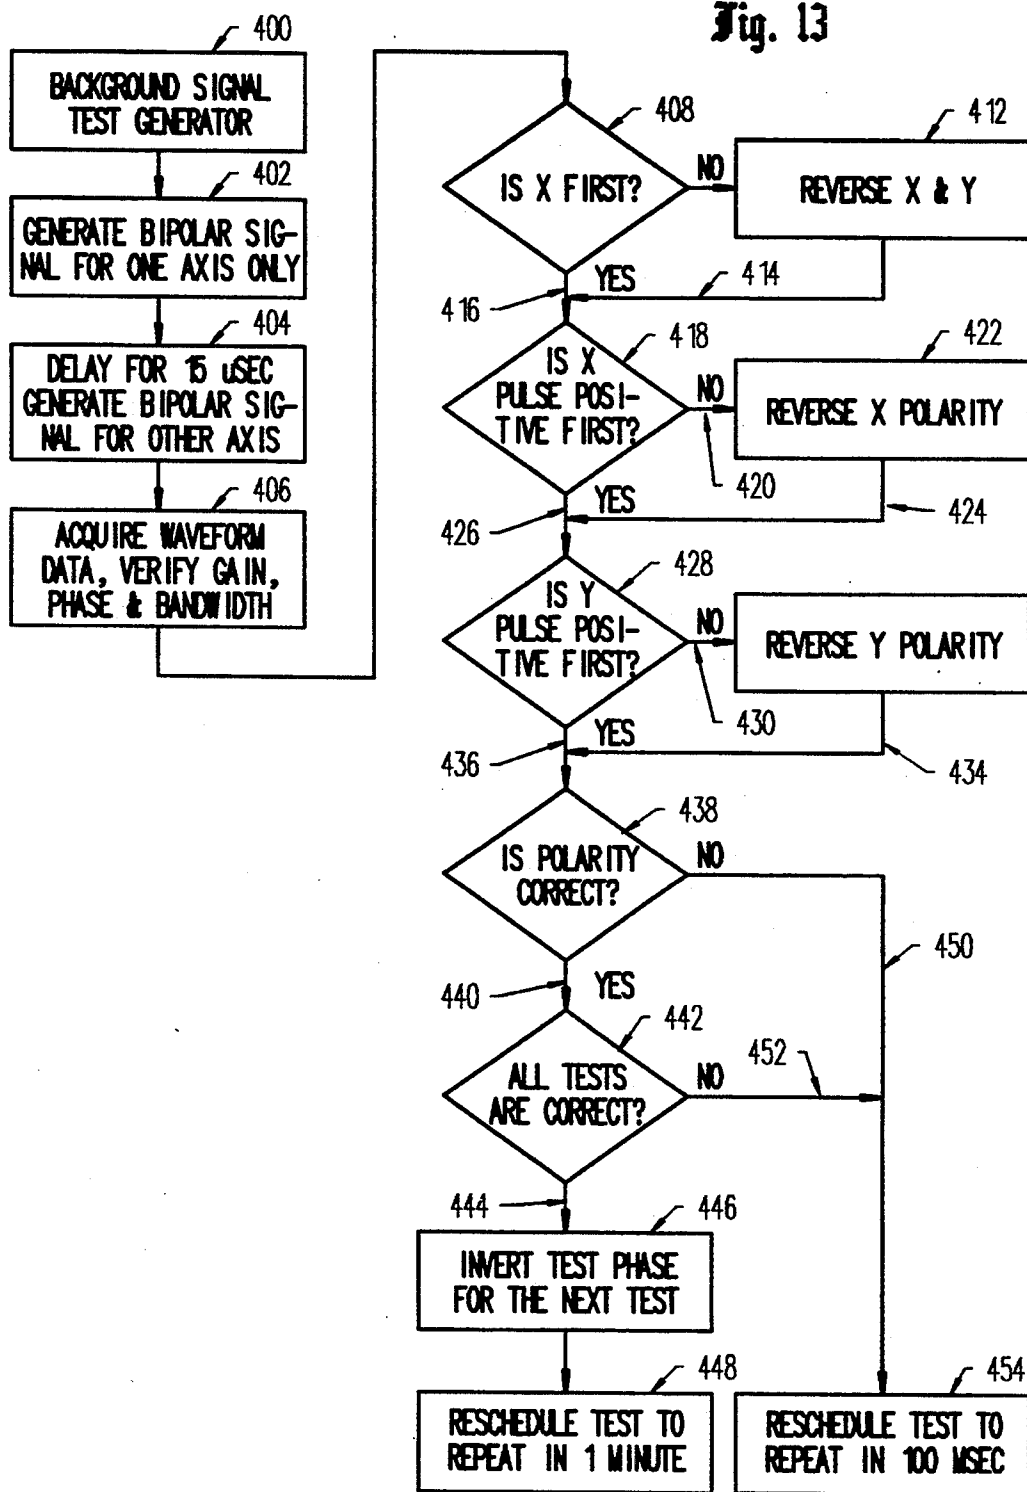 Fig. 13
400
BACKGROUND SIGNAL
TEST GENERATOR
402
GENERATE BIPOLAR SIG-
NAL FOR ONE AXIS ONLY
404
DELAY FOR 15 uSEC
GENERATE BIPOLAR SIG-
NAL FOR OTHER AXIS
406
ACQUIRE WAVEFORM
DATA, VERIFY GAIN,
PHASE & BANDWIDTH
408
IS X FIRST?
NO
412
REVERSE X & Y
YES
414
416
418
IS X
PULSE POSI-
TIVE FIRST?
NO
420
422
REVERSE X POLARITY
424
YES
426
428
IS Y
PULSE POSI-
TIVE FIRST?
NO
430
REVERSE Y POLARITY
434
YES
436
438
IS POLARITY
CORRECT?
NO
450
YES
440
442
ALL TESTS
ARE CORRECT?
NO
452
444
446
INVERT TEST PHASE
FOR THE NEXT TEST
448
RESCHEDULE TEST TO
REPEAT IN 1 MINUTE
454
RESCHEDULE TEST TO
REPEAT IN 100 MSEC